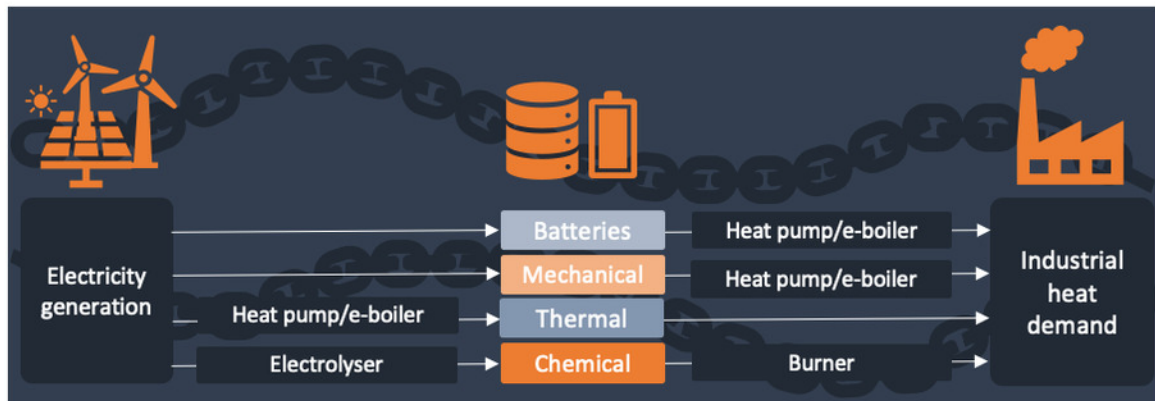 Electricity
generation
Batteries
Heat pump/e-boiler
Mechanical
Heat pump/e-boiler
Heat pump/e-boiler
Thermal
Electrolyser
Chemical
Burner
Industrial
heat
demand